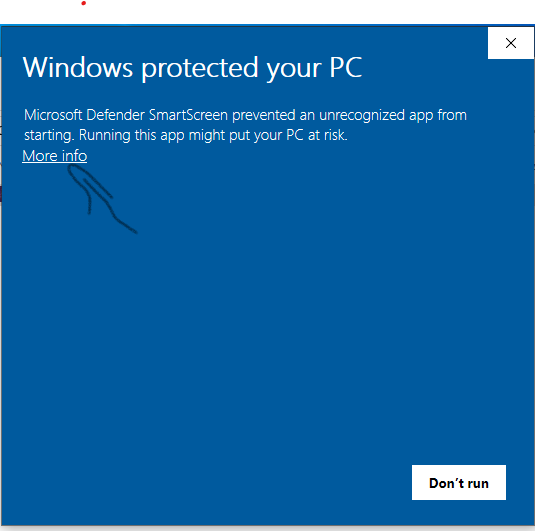 Windows protected your PC
Microsoft Defender SmartScreen prevented an unrecognized app from
starting. Running this app might put your PC at risk.
More info
Don't run